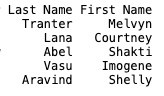 Last Name First Name
Tranter Melvyn
Lana Courtney
Abel Shakti
Vasu Imogene
Aravind Shelly